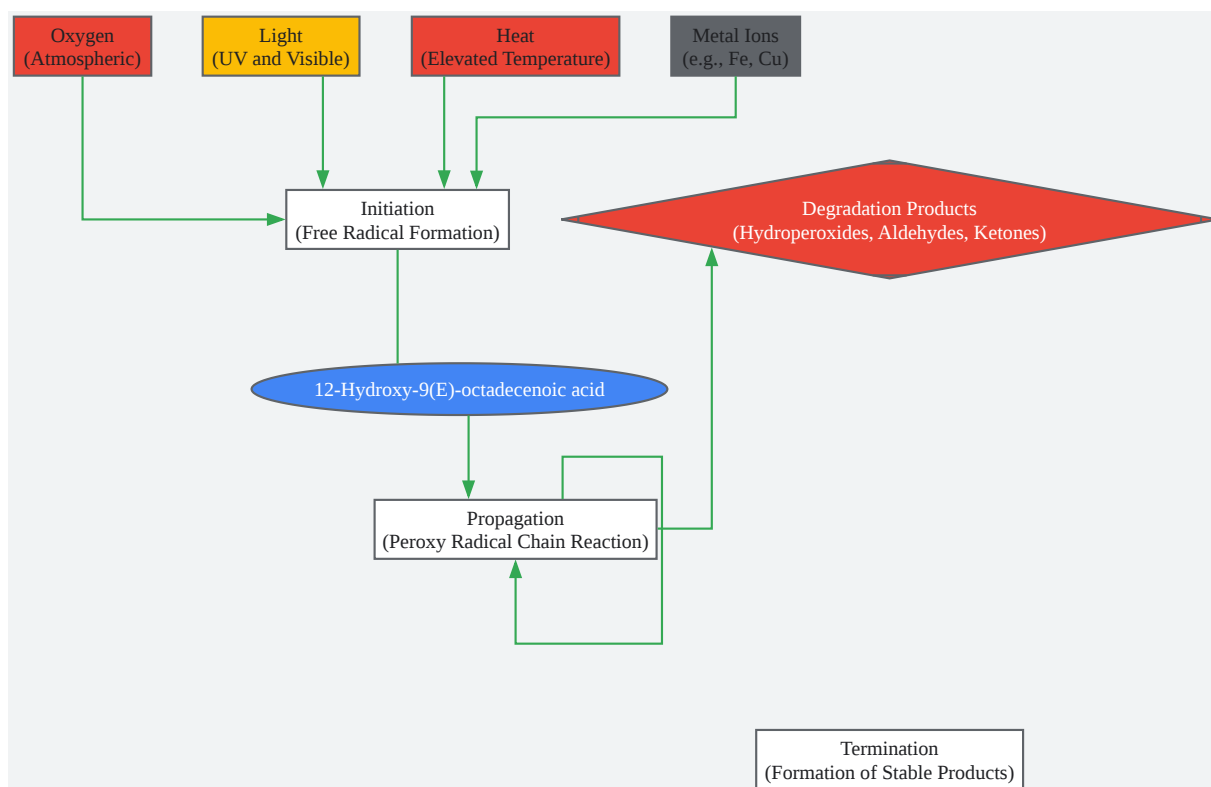 Oxygen
(Atmospheric)
Light
(UV and Visible)
Heat
(Elevated Temperature)
Metal Ions
(e.g., Fe, Cu)
Initiation
(Free Radical Formation)
Degradation Products
(Hydroperoxides, Aldehydes, Ketones)
12-Hydroxy-9(E)-octadecenoic acid
Propagation
(Peroxy Radical Chain Reaction)
Termination
(Formation of Stable Products)